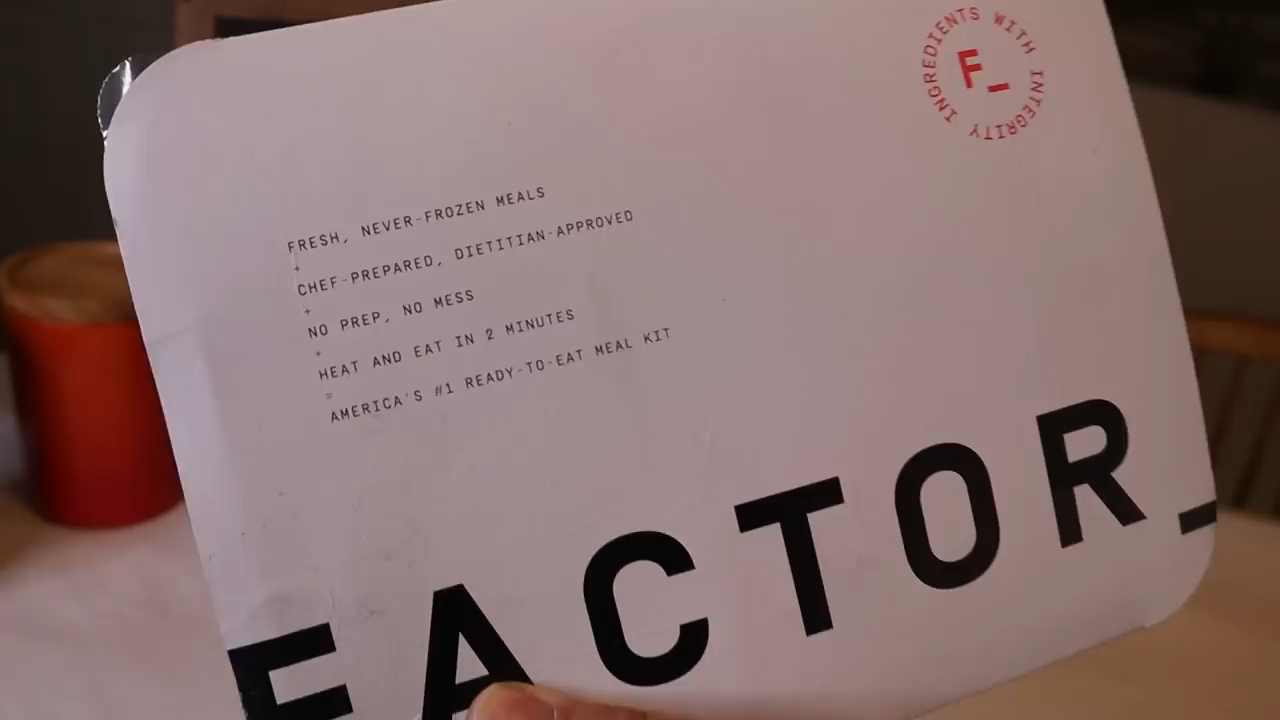 INGREDIENTS WITH INTEGRITY
F_
FRESH, NEVER-FROZEN MEALS
+
CHEF-PREPARED, DIETITIAN-APPROVED
+
NO PREP, NO MESS
+
HEAT AND EAT IN 2 MINUTES
=
AMERICA'S #1 READY-TO-EAT MEAL KIT
FACTOR_